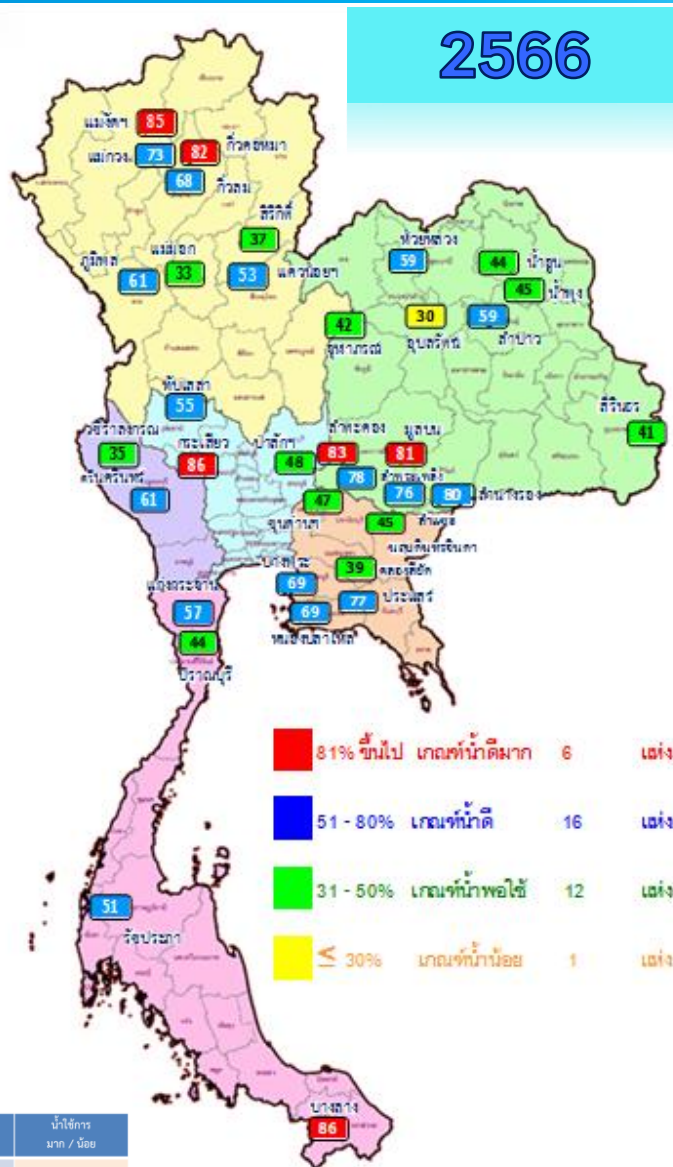 2566
แม่งัดฯ 85
แม่กวง 73 82 กิ่วคอหมา
68 กิ่วลม
สิริกิติ์
37
ภูมิพล แม่มอก
61 33 53 แควน้อยฯ
ห้วยหลวง
59 44 น้ำอูน
45 น้ำพุง
42 30 59
จุฬาภรณ์ อุบลรัตน์ ลำปาว
ทับเสลา
55
สิรินธร
41
วชิราลงกรณ กระเสียว ป่าสักฯ ลำตะคอง มูลบน
35 86 48 83 81
ศรีนครินทร์
61
78 ลำพระเพลิง
76 80 ลำนางรอง
47 45 ลำแชะ
ขุนด่านฯ นฤบดินทรจินดา
บางพระ 39 คลองสียัด
69
69 77 ประแสร์
หนองปลาไหล
แก่งกระจาน
57
44
ปราณบุรี
81% ขึ้นไป เกณฑ์น้ำดีมาก 6 แห่ง
51 - 80% เกณฑ์น้ำดี 16 แห่ง
31 - 50% เกณฑ์น้ำพอใช้ 12 แห่ง
≤ 30% เกณฑ์น้ำน้อย 1 แห่ง
51
รัชประภา
บางลาง
86
น้ำใช้การ
มาก / น้อย